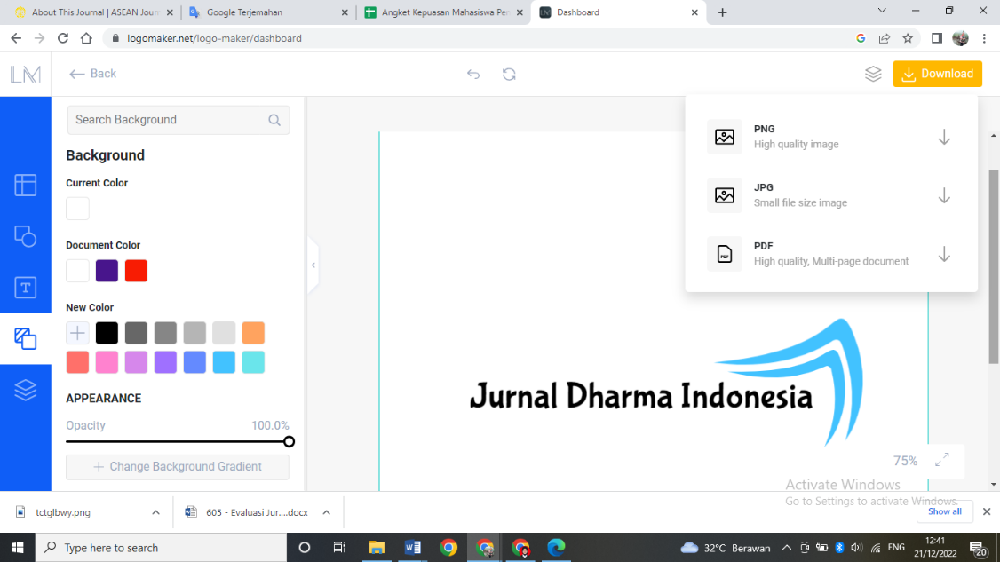 About This Journal | ASEAN Journ
Google Terjemahan
Angket Kepuasan Mahasiswa Pen
Dashboard
logomaker.net/logo-maker/dashboard
LM
Back
Download
Search Background
Background
Current Color
Document Color
New Color
APPEARANCE
Opacity 100.0%
Change Background Gradient
PNG
High quality image
JPG
Small file size image
PDF
High quality, Multi-page document
Jurnal Dharma Indonesia
75%
Activate Windows
Go to Settings to activate Windows.
tctglbwy.png
605 - Evaluasi Jur....docx
Show all
Type here to search
32°C Berawan
ENG
12:41
21/12/2022
20